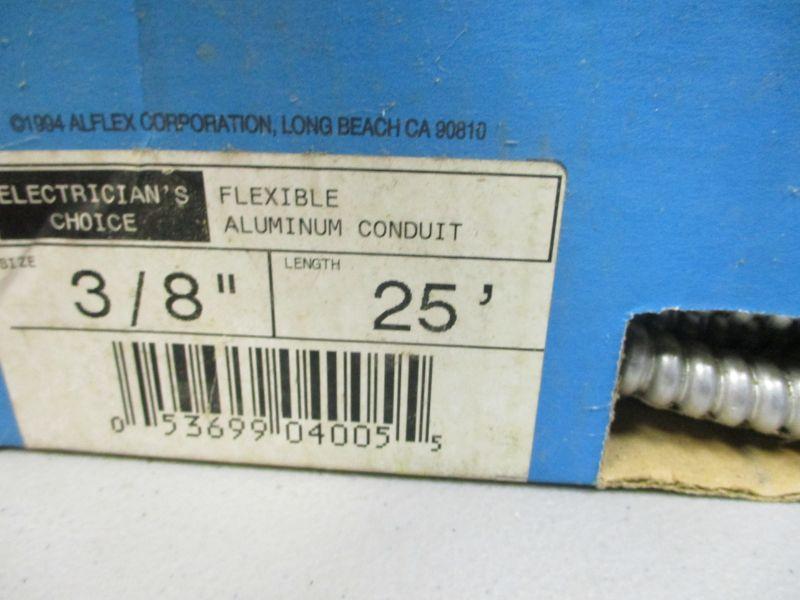 ©1994 ALFLEX CORPORATION, LONG BEACH CA 90810
ELECTRICIAN'S
CHOICE
FLEXIBLE
ALUMINUM CONDUIT
SIZE
3/8"
LENGTH
25'
0 53699 04005 5